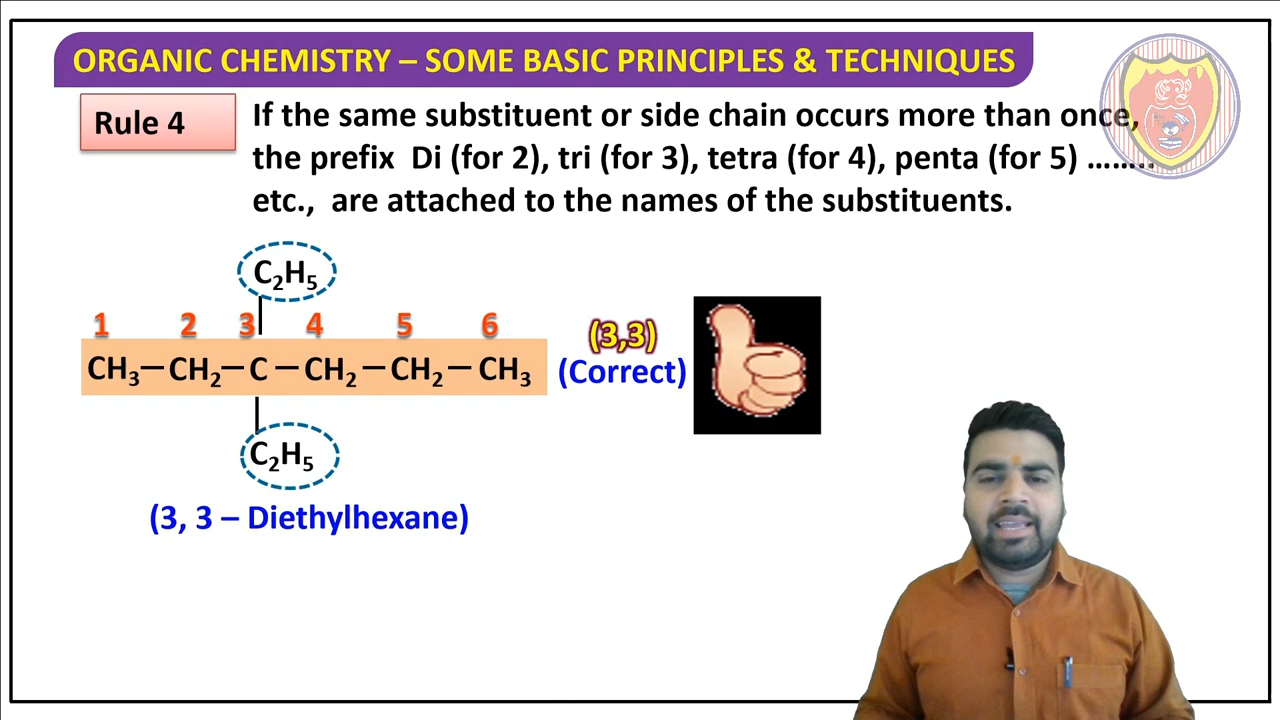 ORGANIC CHEMISTRY – SOME BASIC PRINCIPLES & TECHNIQUES
Rule 4
If the same substituent or side chain occurs more than once,
the prefix Di (for 2), tri (for 3), tetra (for 4), penta (for 5) ........
etc., are attached to the names of the substituents.
C₂H₅
1 2 3 4 5 6
CH₃ – CH₂ – C – CH₂ – CH₂ – CH₃
(3,3)
(Correct)
C₂H₅
(3, 3 – Diethylhexane)